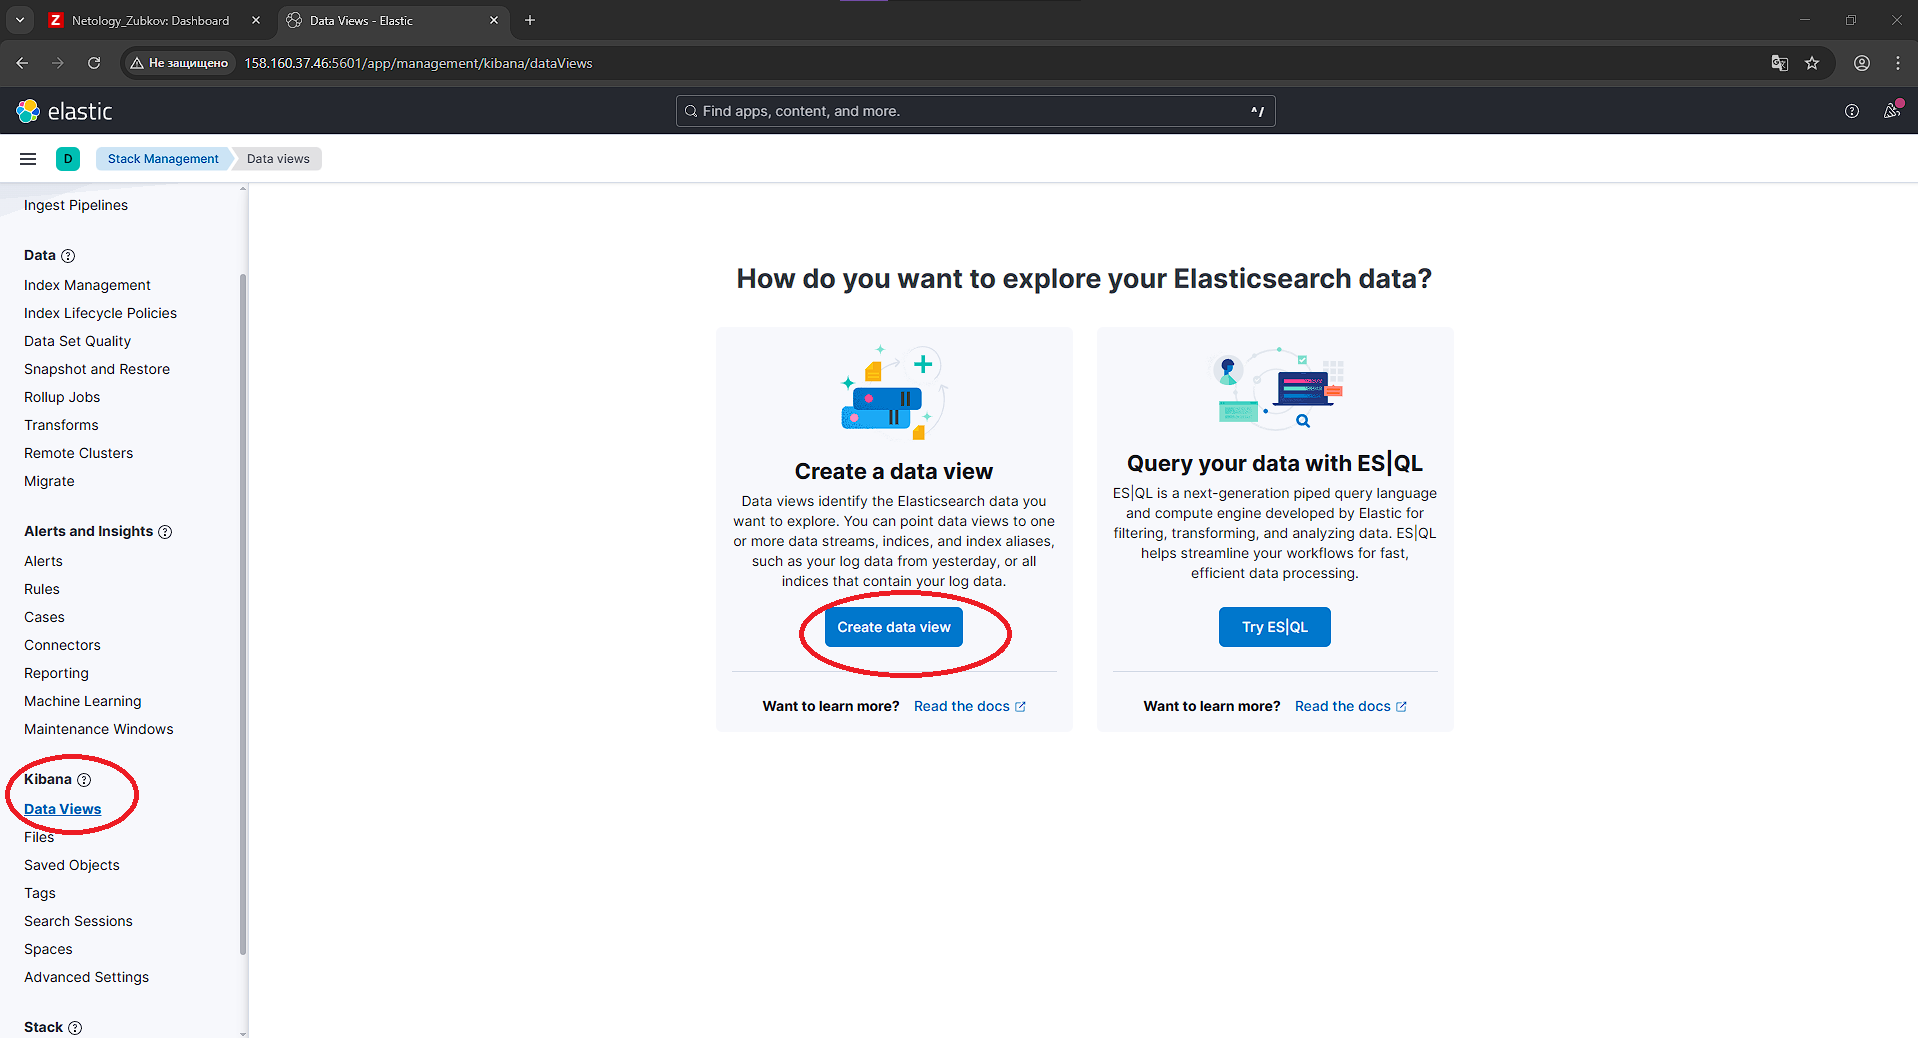 Netology_Zubkov: Dashboard
Data Views - Elastic
Не защищено
158.160.37.46:5601/app/management/kibana/dataViews
elastic
Find apps, content, and more.
^/
D
Stack Management
Data views
Ingest Pipelines
Data
Index Management
Index Lifecycle Policies
Data Set Quality
Snapshot and Restore
Rollup Jobs
Transforms
Remote Clusters
Migrate
Alerts and Insights
Alerts
Rules
Cases
Connectors
Reporting
Machine Learning
Maintenance Windows
Kibana
Data Views
Files
Saved Objects
Tags
Search Sessions
Spaces
Advanced Settings
Stack
How do you want to explore your Elasticsearch data?
Create a data view
Data views identify the Elasticsearch data you
want to explore. You can point data views to one
or more data streams, indices, and index aliases,
such as your log data from yesterday, or all
indices that contain your log data.
Create data view
Want to learn more? Read the docs
Query your data with ES|QL
ES|QL is a next-generation piped query language
and compute engine developed by Elastic for
filtering, transforming, and analyzing data. ES|QL
helps streamline your workflows for fast,
efficient data processing.
Try ES|QL
Want to learn more? Read the docs